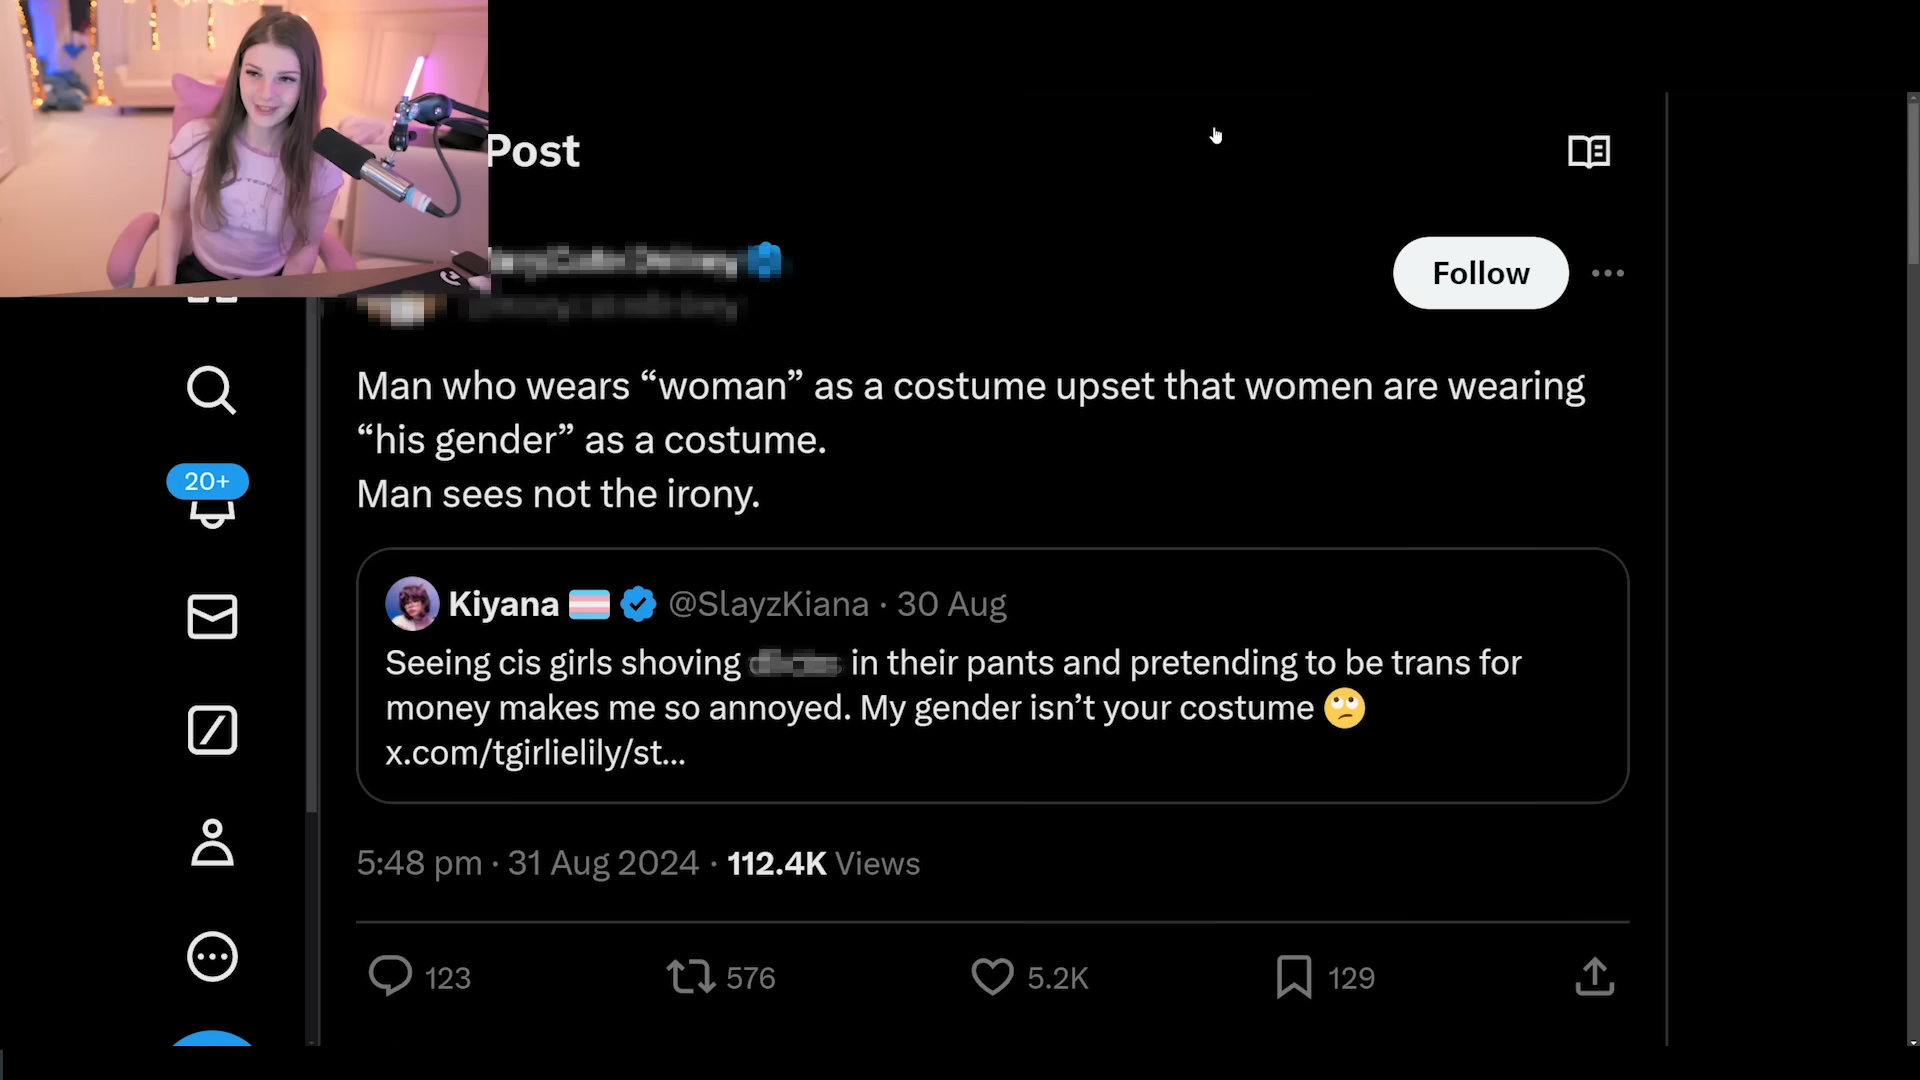 Post
Follow
Man who wears “woman” as a costume upset that women are wearing
“his gender” as a costume.
Man sees not the irony.
20+
Kiyana @SlayzKiana · 30 Aug
Seeing cis girls shoving in their pants and pretending to be trans for
money makes me so annoyed. My gender isn’t your costume 🙄
x.com/tgirlielily/st...
5:48 pm · 31 Aug 2024 · 112.4K Views
123 576 5.2K 129